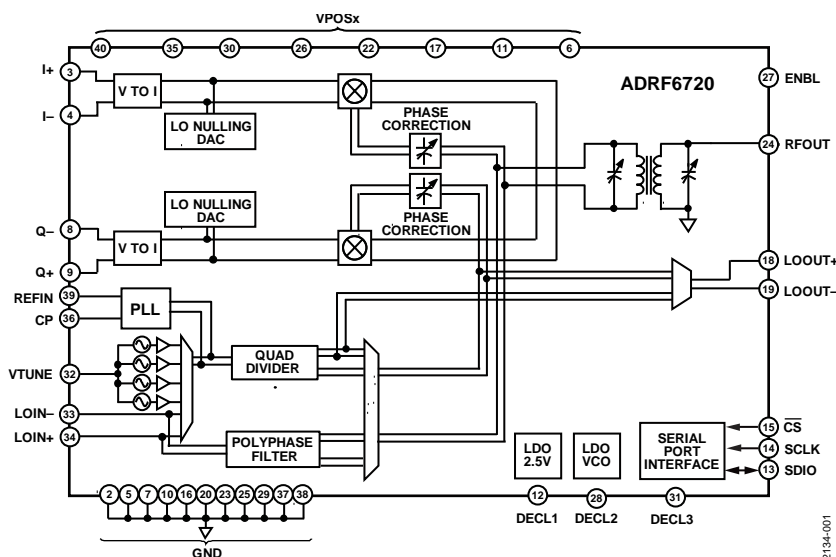 VPOSx
40 35 30 26 22 17 11 6
I+ 3
I– 4
V TO I
LO NULLING
DAC
PHASE
CORRECTION
ADRF6720
27 ENBL
24 RFOUT
LO NULLING
DAC
PHASE
CORRECTION
Q– 8
Q+ 9
V TO I
18 LOOUT+
19 LOOUT–
REFIN 39
CP 36
PLL
VTUNE 32
QUAD
DIVIDER
LOIN– 33
LOIN+ 34
POLYPHASE
FILTER
LDO
2.5V
LDO
VCO
SERIAL
PORT
INTERFACE
15 CS
14 SCLK
13 SDIO
2 5 7 10 16 20 23 25 29 37 38
GND
12
DECL1
28
DECL2
31
DECL3
2134-001